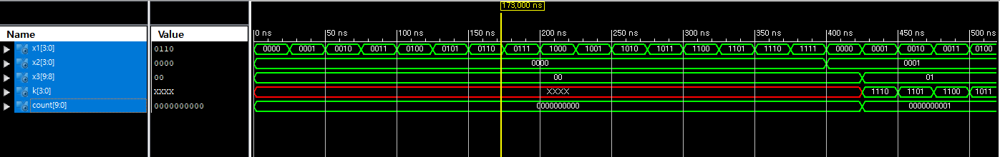 173,000 ns
Name Value 0 ns 50 ns 100 ns 150 ns 200 ns 250 ns 300 ns 350 ns 400 ns 450 ns 500 ns
x1[3:0] 0110 0000 0001 0010 0011 0100 0101 0110 0111 1000 1001 1010 1011 1100 1101 1110 1111 0000 0001 0010 0011 0100
x2[3:0] 0000 0000 0001
x3[9:8] 00 00 01
k[3:0] XXXX XXXX 1110 1101 1100 1011
count[9:0] 0000000000 0000000000 0000000001